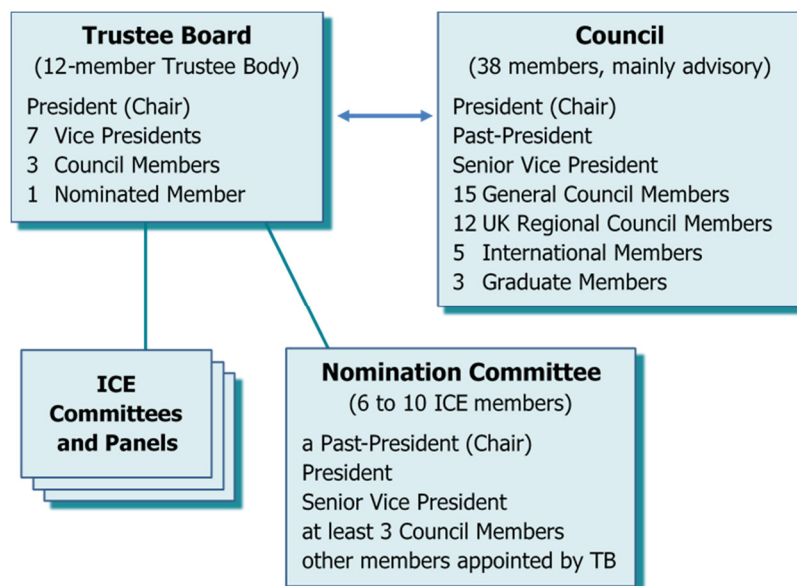 Trustee Board
(12-member Trustee Body)
President (Chair)
7 Vice Presidents
3 Council Members
1 Nominated Member
Council
(38 members, mainly advisory)
President (Chair)
Past-President
Senior Vice President
15 General Council Members
12 UK Regional Council Members
5 International Members
3 Graduate Members
ICE
Committees
and Panels
Nomination Committee
(6 to 10 ICE members)
a Past-President (Chair)
President
Senior Vice President
at least 3 Council Members
other members appointed by TB